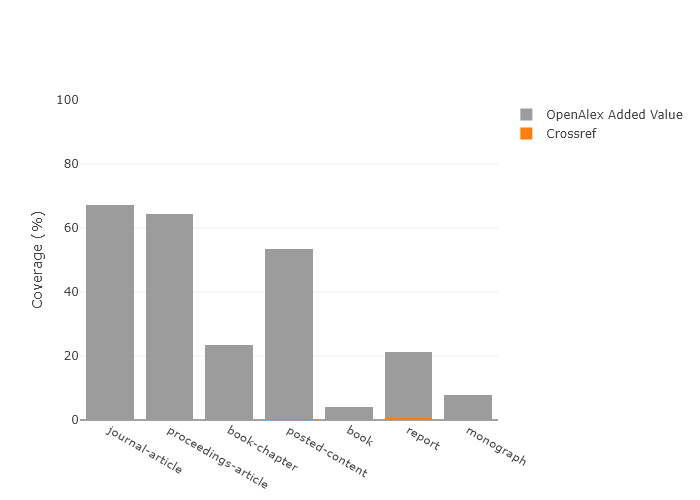 100
80
60
40
20
0
Coverage (%)
journal-article
proceedings-article
book-chapter
posted-content
book
report
monograph
OpenAlex Added Value
Crossref